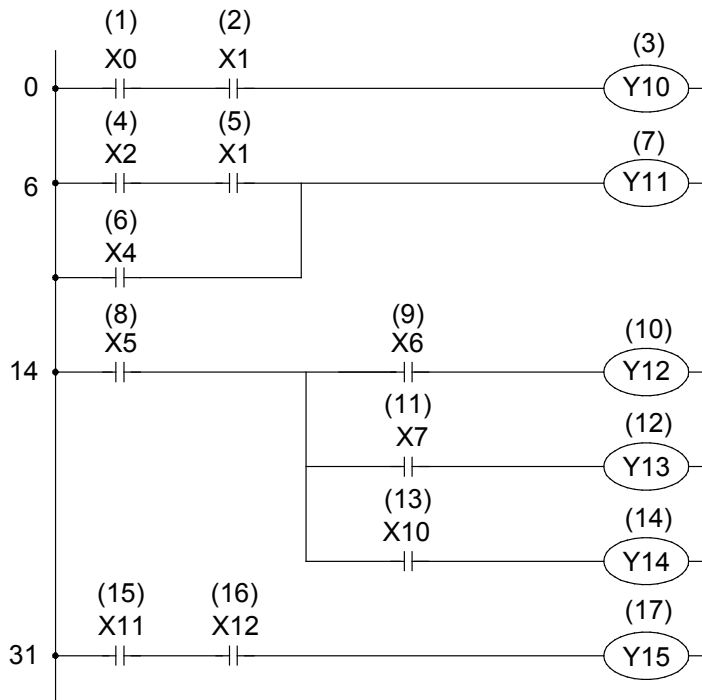 (1) (2) (3)
X0 X1
0 Y10
(4) (5) (7)
X2 X1
6 Y11
(6)
X4
(8) (9) (10)
X5 X6
14 Y12
(11) (12)
X7
Y13
(13) (14)
X10
Y14
(15) (16) (17)
X11 X12
31 Y15